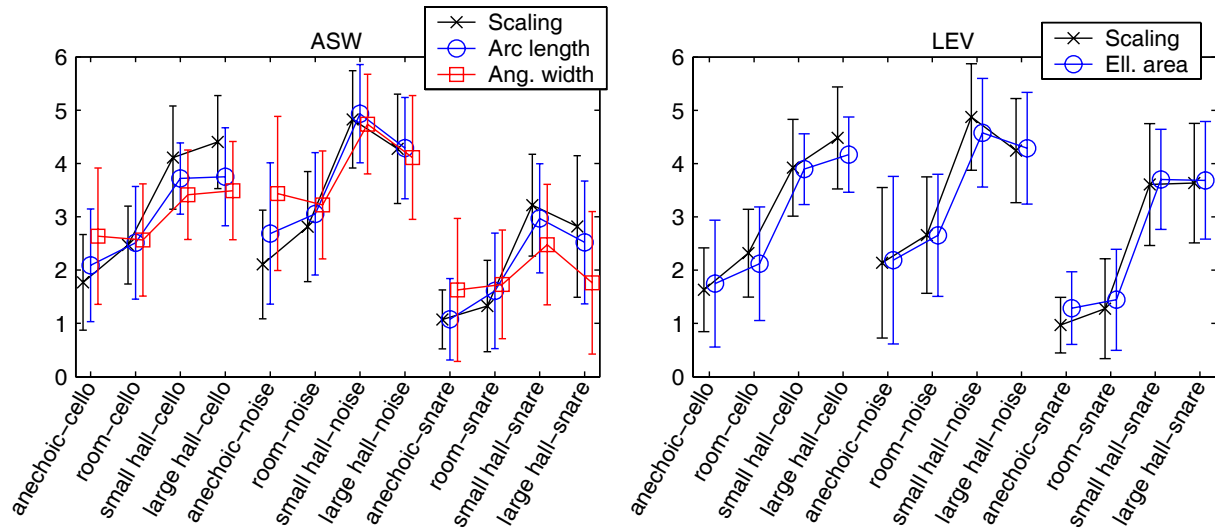 ASW
Scaling
Arc length
Ang. width
6
5
4
3
2
1
0
anechoic−cello
room−cello
small hall−cello
large hall−cello
anechoic−noise
room−noise
small hall−noise
large hall−noise
anechoic−snare
room−snare
small hall−snare
large hall−snare
LEV
Scaling
Ell. area
6
5
4
3
2
1
0
anechoic−cello
room−cello
small hall−cello
large hall−cello
anechoic−noise
room−noise
small hall−noise
large hall−noise
anechoic−snare
room−snare
small hall−snare
large hall−snare